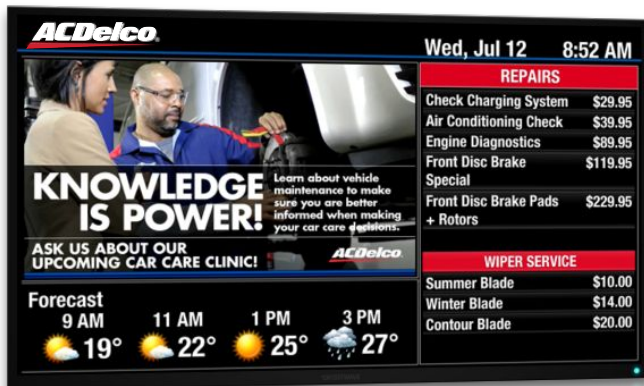 ACDelco
Wed, Jul 12 8:52 AM
KNOWLEDGE
IS POWER!
Learn about vehicle
maintenance to make
sure you are better
informed when making
your car care decisions.
ASK US ABOUT OUR
UPCOMING CAR CARE CLINIC!
ACDelco
REPAIRS
Check Charging System $29.95
Air Conditioning Check $39.95
Engine Diagnostics $89.95
Front Disc Brake $119.95
Special
Front Disc Brake Pads $229.95
+ Rotors
WIPER SERVICE
Summer Blade $10.00
Winter Blade $14.00
Contour Blade $20.00
Forecast
9 AM 11 AM 1 PM 3 PM
19° 22° 25° 27°